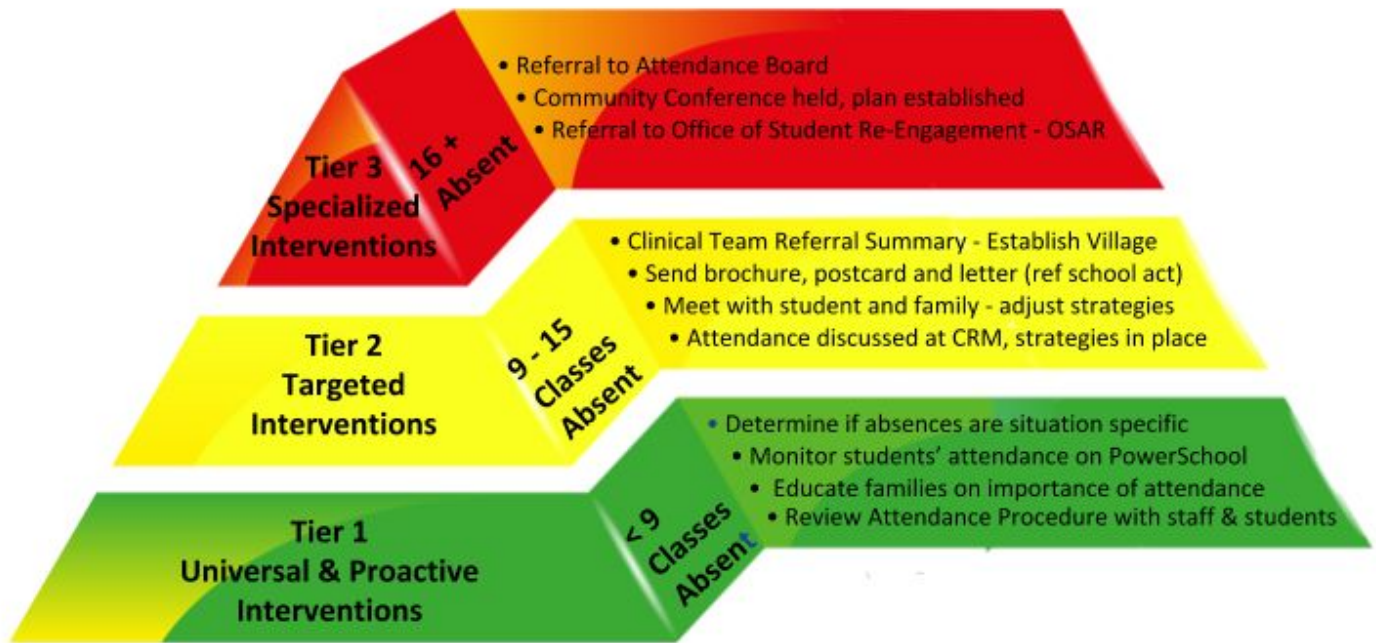 • Referral to Attendance Board
• Community Conference held, plan established
• Referral to Office of Student Re-Engagement - OSAR
16 +
Absent
Tier 3
Specialized
Interventions
• Clinical Team Referral Summary - Establish Village
• Send brochure, postcard and letter (ref school act)
• Meet with student and family - adjust strategies
• Attendance discussed at CRM, strategies in place
9 - 15
Classes
Absent
Tier 2
Targeted
Interventions
• Determine if absences are situation specific
• Monitor students' attendance on PowerSchool
• Educate families on importance of attendance
• Review Attendance Procedure with staff & students
< 9
Classes
Absent
Tier 1
Universal & Proactive
Interventions